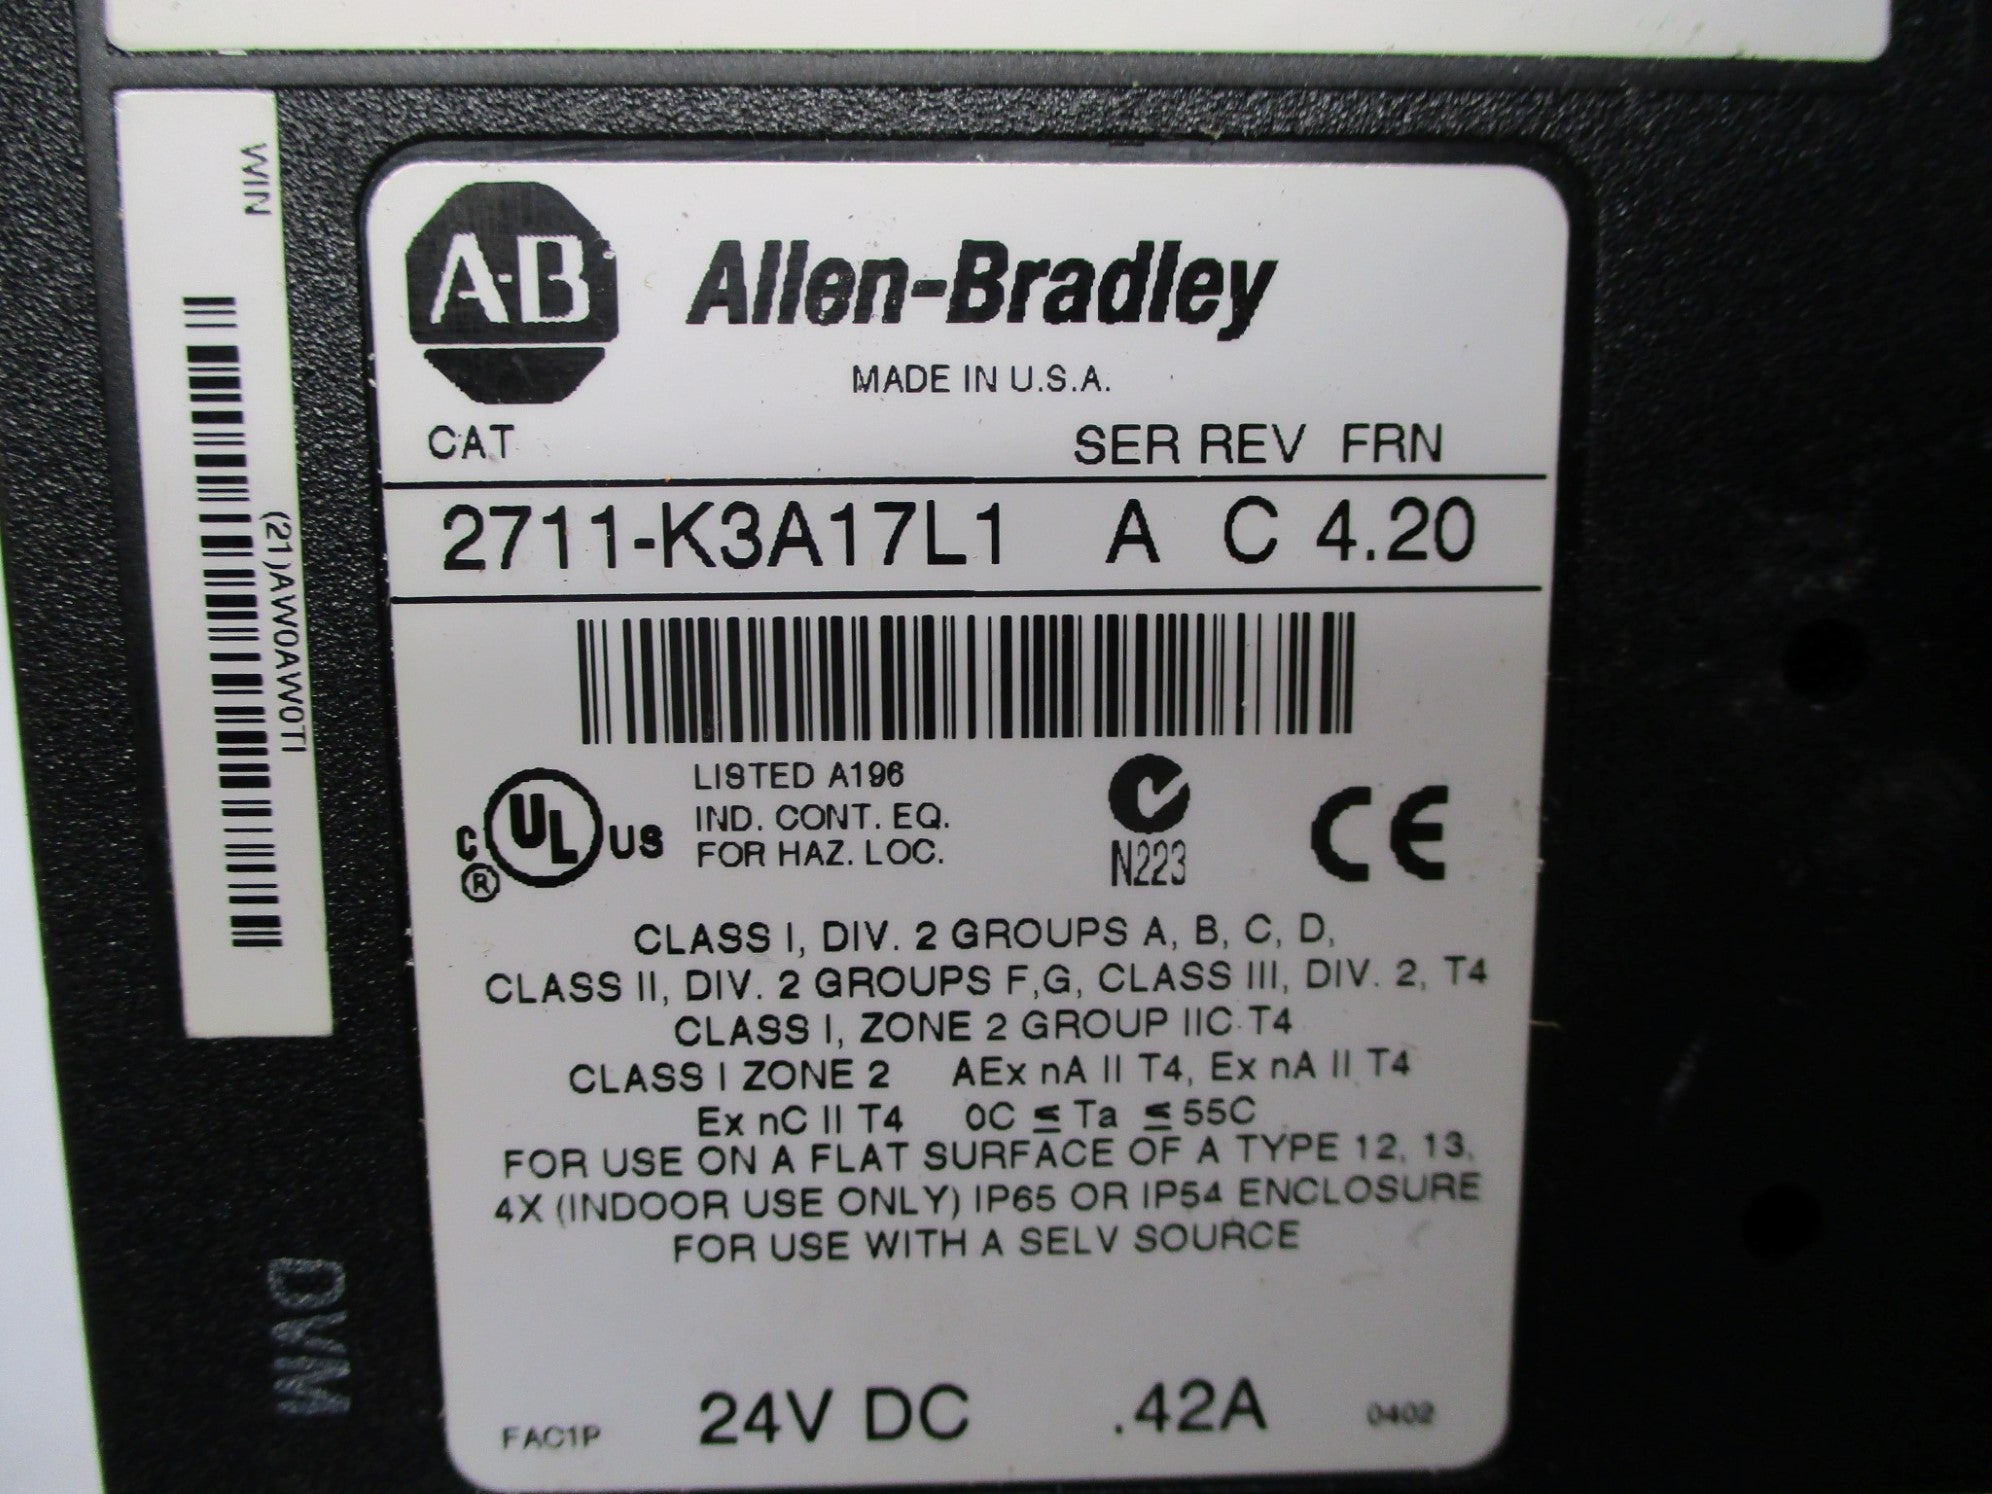 WIN
(21)AW0AW0TI
DVM
A-B Allen-Bradley
MADE IN U.S.A.
CAT SER REV FRN
2711-K3A17L1 A C 4.20
C UL US ®
LISTED A196
IND. CONT. EQ.
FOR HAZ. LOC.
N223
CE
CLASS I, DIV. 2 GROUPS A, B, C, D,
CLASS II, DIV. 2 GROUPS F,G, CLASS III, DIV. 2, T4
CLASS I, ZONE 2 GROUP IIC T4
CLASS I ZONE 2 AEx nA II T4, Ex nA II T4
Ex nC II T4 0C ≤ Ta ≤ 55C
FOR USE ON A FLAT SURFACE OF A TYPE 12, 13,
4X (INDOOR USE ONLY) IP65 OR IP54 ENCLOSURE
FOR USE WITH A SELV SOURCE
FAC1P 24V DC .42A 0402